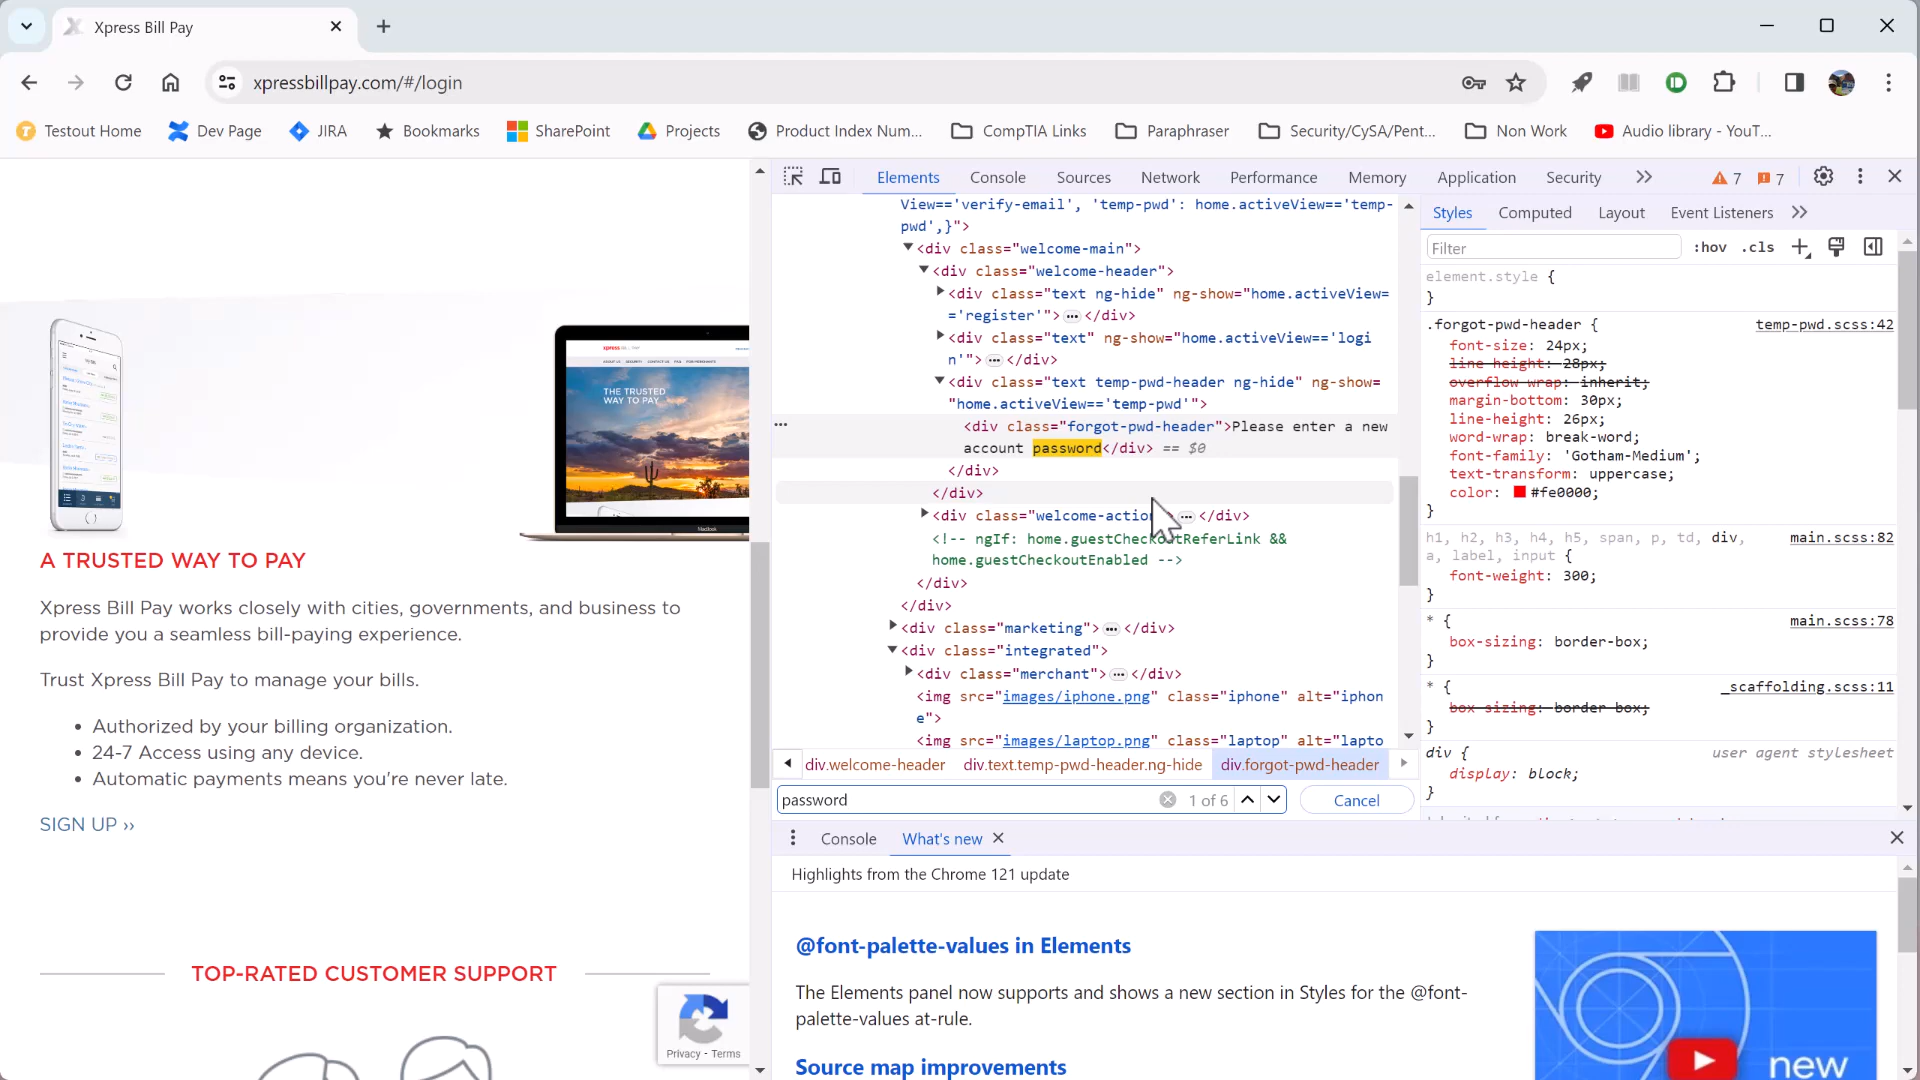 Xpress Bill Pay
xpressbillpay.com/#/login
Testout Home
Dev Page
JIRA
Bookmarks
SharePoint
Projects
Product Index Num...
CompTIA Links
Paraphraser
Security/CySA/Pent...
Non Work
Audio library - YouT...
A TRUSTED WAY TO PAY
Xpress Bill Pay works closely with cities, governments, and business to
provide you a seamless bill-paying experience.
Trust Xpress Bill Pay to manage your bills.
• Authorized by your billing organization.
• 24-7 Access using any device.
• Automatic payments means you're never late.
SIGN UP ››
TOP-RATED CUSTOMER SUPPORT
THE TRUSTED
WAY TO PAY
Privacy - Terms
Elements
Console
Sources
Network
Performance
Memory
Application
Security
7
7
View=='verify-email', 'temp-pwd': home.activeView=='temp-
pwd',}">
<div class="welcome-main">
<div class="welcome-header">
<div class="text ng-hide" ng-show="home.activeView=
='register'"> … </div>
<div class="text" ng-show="home.activeView=='logi
n'"> … </div>
<div class="text temp-pwd-header ng-hide" ng-show=
"home.activeView=='temp-pwd'">
<div class="forgot-pwd-header">Please enter a new
account password</div> == $0
</div>
</div>
<div class="welcome-action … </div>
<!-- ngIf: home.guestCheckoutReferLink &&
home.guestCheckoutEnabled -->
</div>
</div>
<div class="marketing"> … </div>
<div class="integrated">
<div class="merchant"> … </div>
<img src="images/iphone.png" class="iphone" alt="iphon
e">
<img src="images/laptop.png" class="laptop" alt="lapto
div.welcome-header
div.text.temp-pwd-header.ng-hide
div.forgot-pwd-header
password
1 of 6
Cancel
Styles
Computed
Layout
Event Listeners
Filter
:hov
.cls
element.style {
}
.forgot-pwd-header {
temp-pwd.scss:42
font-size: 24px;
line-height: 28px;
overflow-wrap: inherit;
margin-bottom: 30px;
line-height: 26px;
word-wrap: break-word;
font-family: 'Gotham-Medium';
text-transform: uppercase;
color: #fe0000;
}
h1, h2, h3, h4, h5, span, p, td, div,
main.scss:82
a, label, input {
font-weight: 300;
}
* {
main.scss:78
box-sizing: border-box;
}
* {
_scaffolding.scss:11
box-sizing: border-box;
}
div {
user agent stylesheet
display: block;
}
Console
What's new
Highlights from the Chrome 121 update
@font-palette-values in Elements
The Elements panel now supports and shows a new section in Styles for the @font-
palette-values at-rule.
Source map improvements
new